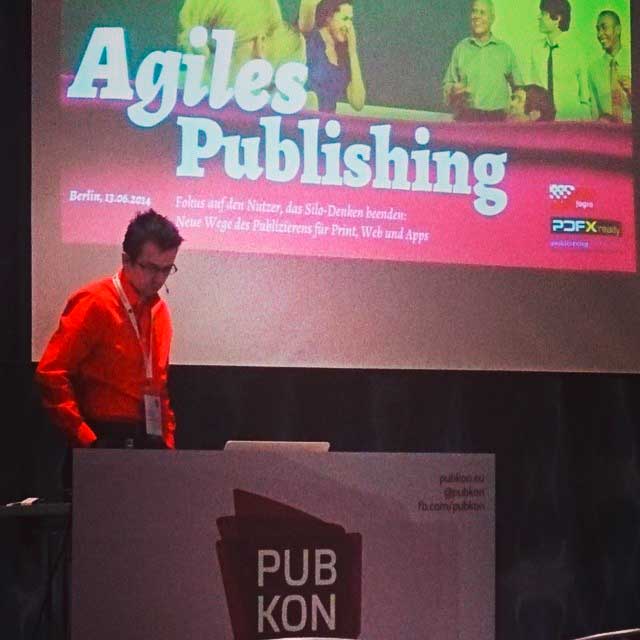 Agiles
Publishing
Berlin, 13.06.2014
Fokus auf den Nutzer, das Silo-Denken beenden:
Neue Wege des Publizierens für Print, Web und Apps
fogra
PDFX ready
pubkon.eu
@pubkon
fb.com/pubkon
PUB
KON